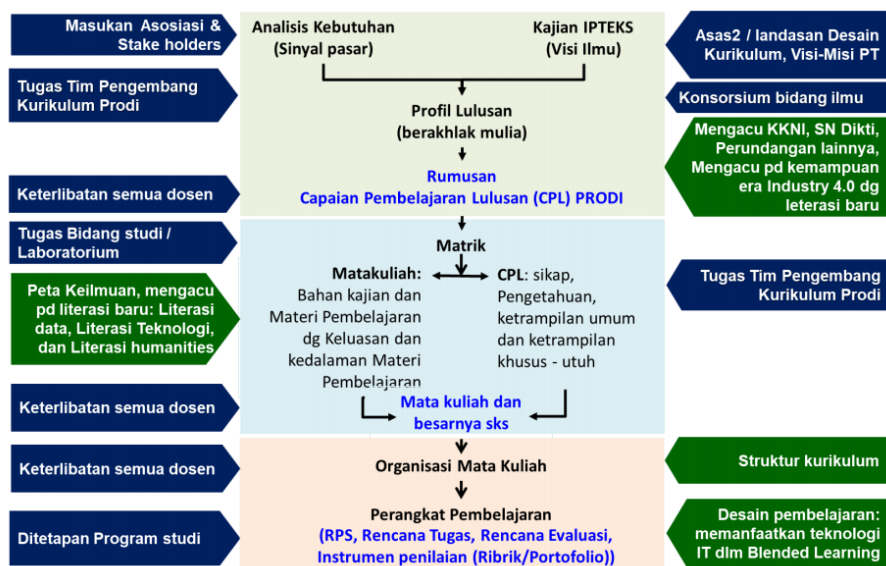 Masukan Asosiasi &
Stake holders
Tugas Tim Pengembang
Kurikulum Prodi
Keterlibatan semua dosen
Tugas Bidang studi /
Laboratorium
Peta Keilmuan, mengacu
pd literasi baru: Literasi
data, Literasi Teknologi,
dan Literasi humanities
Keterlibatan semua dosen
Keterlibatan semua dosen
Ditetapan Program studi
Analisis Kebutuhan
(Sinyal pasar)
Kajian IPTEKS
(Visi Ilmu)
Profil Lulusan
(berakhlak mulia)
Rumusan
Capaian Pembelajaran Lulusan (CPL) PRODI
Matrik
Matakuliah:
Bahan kajian dan
Materi Pembelajaran
dg Keluasan dan
kedalaman Materi
Pembelajaran
CPL: sikap,
Pengetahuan,
ketrampilan umum
dan ketrampilan
khusus - utuh
Mata kuliah dan
besarnya sks
Organisasi Mata Kuliah
Perangkat Pembelajaran
(RPS, Rencana Tugas, Rencana Evaluasi,
Instrumen penilaian (Ribrik/Portofolio))
Asas2 / landasan Desain
Kurikulum, Visi-Misi PT
Konsorsium bidang ilmu
Mengacu KKNI, SN Dikti,
Perundangan lainnya,
Mengacu pd kemampuan
era Industry 4.0 dg
leterasi baru
Tugas Tim Pengembang
Kurikulum Prodi
Struktur kurikulum
Desain pembelajaran:
memanfaatkan teknologi
IT dlm Blended Learning